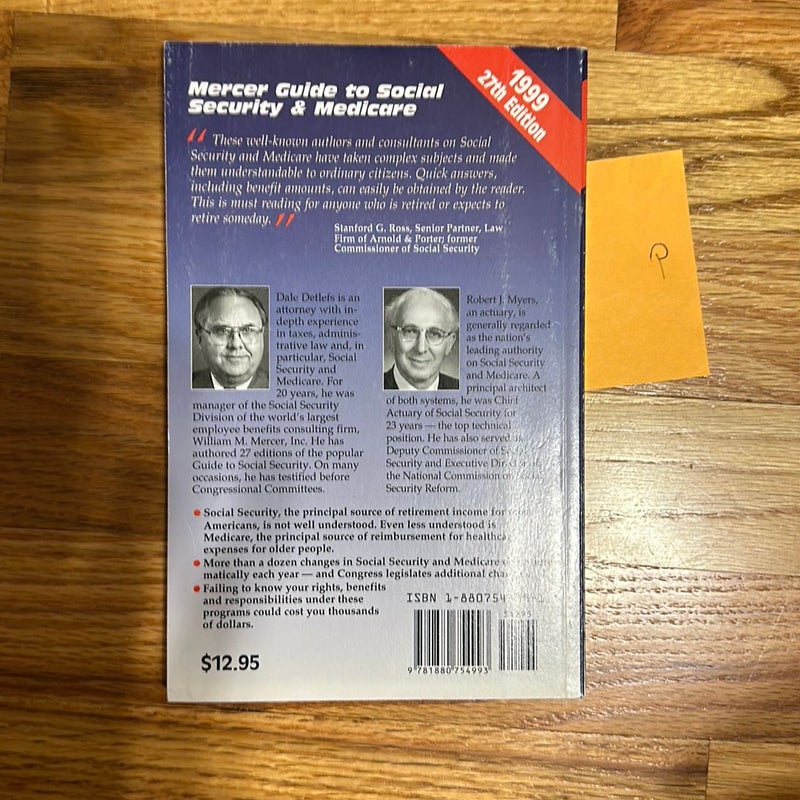 Mercer Guide to Social
Security & Medicare
1999
27th Edition
“ These well-known authors and consultants on Social
Security and Medicare have taken complex subjects and made
them understandable to ordinary citizens. Quick answers,
including benefit amounts, can easily be obtained by the reader.
This is must reading for anyone who is retired or expects to
retire someday. ”
Stanford G. Ross, Senior Partner, Law
Firm of Arnold & Porter; former
Commissioner of Social Security
Dale Detlefs is an
attorney with in-
depth experience
in taxes, adminis-
trative law and, in
particular, Social
Security and
Medicare. For
20 years, he was
manager of the Social Security
Division of the world's largest
employee benefits consulting firm,
William M. Mercer, Inc. He has
authored 27 editions of the popular
Guide to Social Security. On many
occasions, he has testified before
Congressional Committees.
Robert J. Myers,
an actuary, is
generally regarded
as the nation's
leading authority
on Social Security
and Medicare. A
principal architect
of both systems, he was Chief
Actuary of Social Security for
23 years — the top technical
position. He has also served
Deputy Commissioner of
Security and Executive
the National Commission on
Security Reform.
• Social Security, the principal source of retirement income for
Americans, is not well understood. Even less understood is
Medicare, the principal source of reimbursement for
expenses for older people.
• More than a dozen changes in Social Security and Medicare
matically each year — and Congress legislates additional
• Failing to know your rights, benefits
and responsibilities under these
programs could cost you thousands
of dollars.
ISBN 1-880754
$12.95
9 781880 754993
P